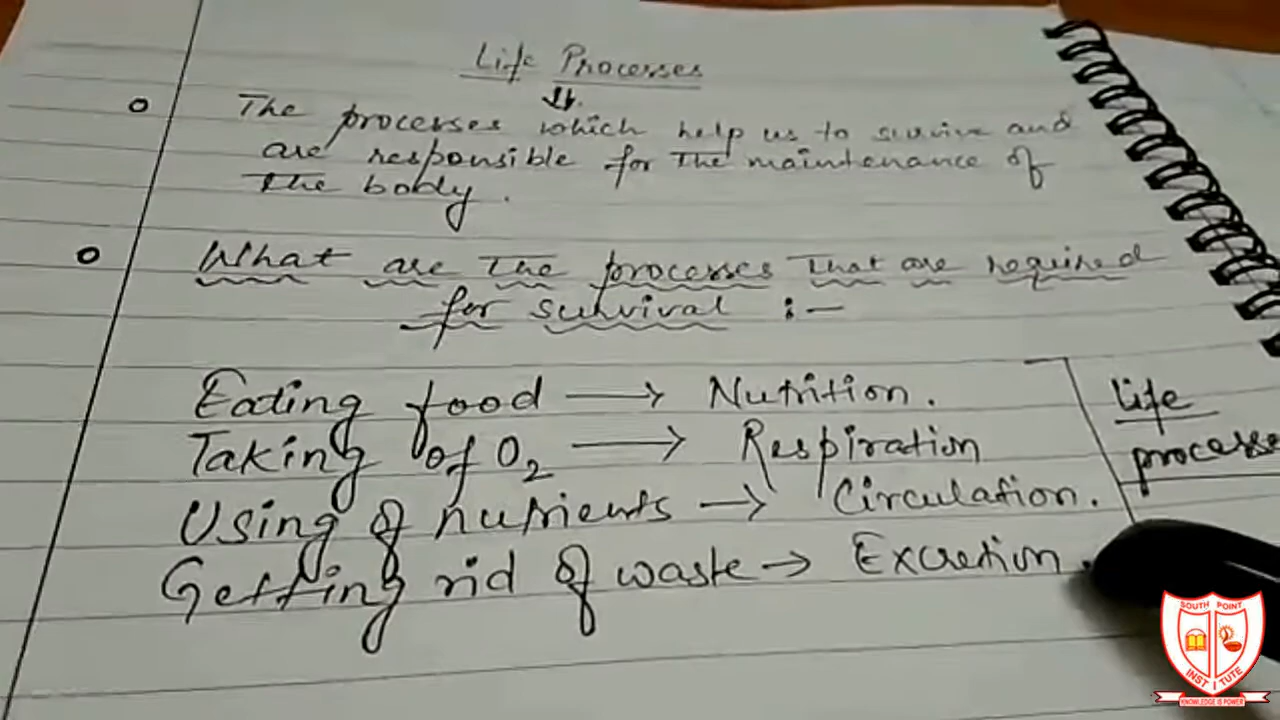 Life Processes
The processes which help us to survive and
are responsible for The maintenance of
The body.
What are The processes That are required
for survival :-
Eating food → Nutrition.
Taking of O2 → Respiration
Using of nutrients → Circulation.
Getting rid of waste → Excretion.
Life
processe
SOUTH POINT
INSTITUTE
KNOWLEDGE IS POWER